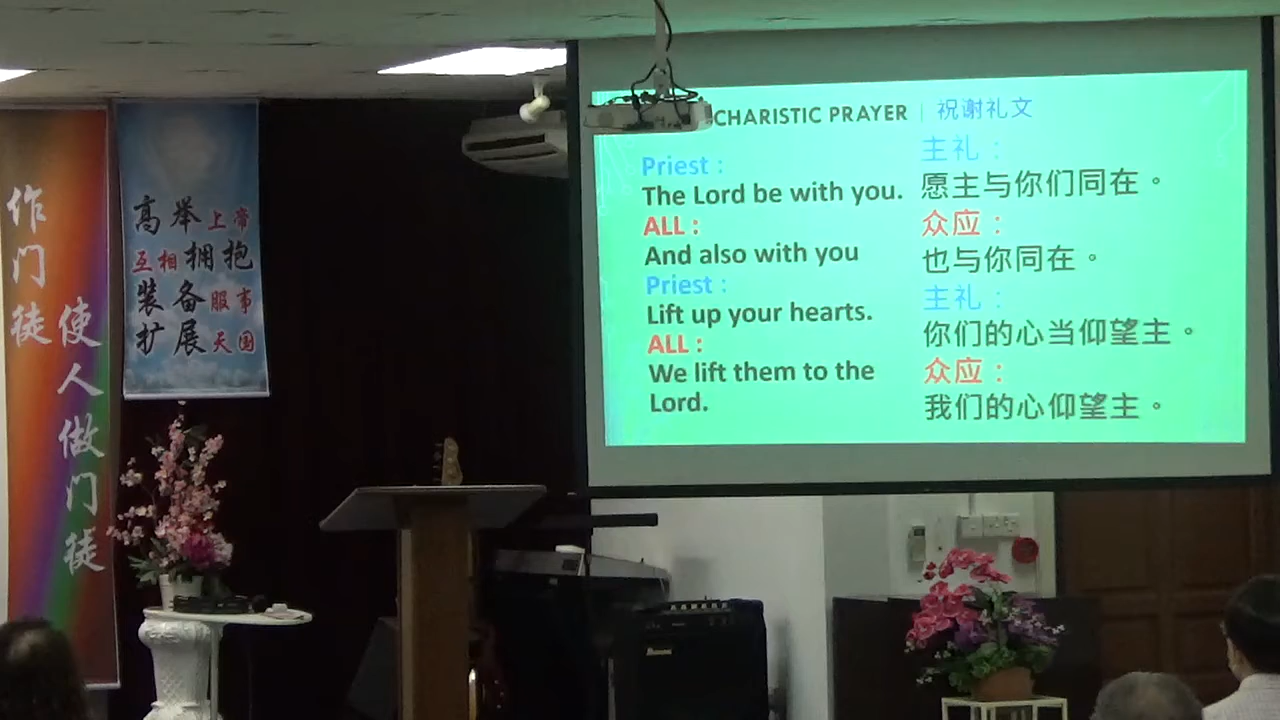 作门徒
使人做门徒
高举上帝
互相拥抱
装备服事
扩展天国
CHARISTIC PRAYER | 祝谢礼文
Priest :
The Lord be with you.
ALL :
And also with you
Priest :
Lift up your hearts.
ALL :
We lift them to the
Lord.
主礼：
愿主与你们同在。
众应：
也与你同在。
主礼：
你们的心当仰望主。
众应：
我们的心仰望主。
Ibanez